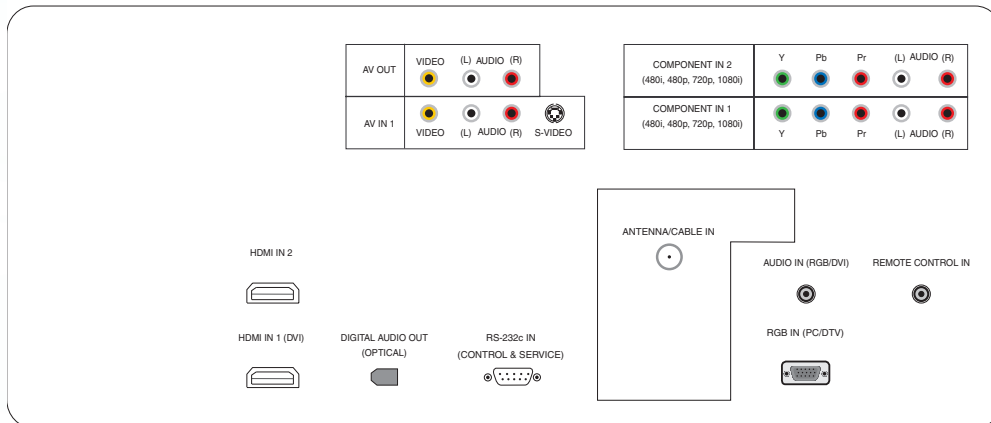 AV OUT
VIDEO (L) AUDIO (R)
AV IN 1
VIDEO (L) AUDIO (R) S-VIDEO
COMPONENT IN 2
(480i, 480p, 720p, 1080i)
Y Pb Pr (L) AUDIO (R)
COMPONENT IN 1
(480i, 480p, 720p, 1080i)
Y Pb Pr (L) AUDIO (R)
ANTENNA/CABLE IN
HDMI IN 2
AUDIO IN (RGB/DVI)
REMOTE CONTROL IN
HDMI IN 1 (DVI)
DIGITAL AUDIO OUT
(OPTICAL)
RS-232c IN
(CONTROL & SERVICE)
RGB IN (PC/DTV)